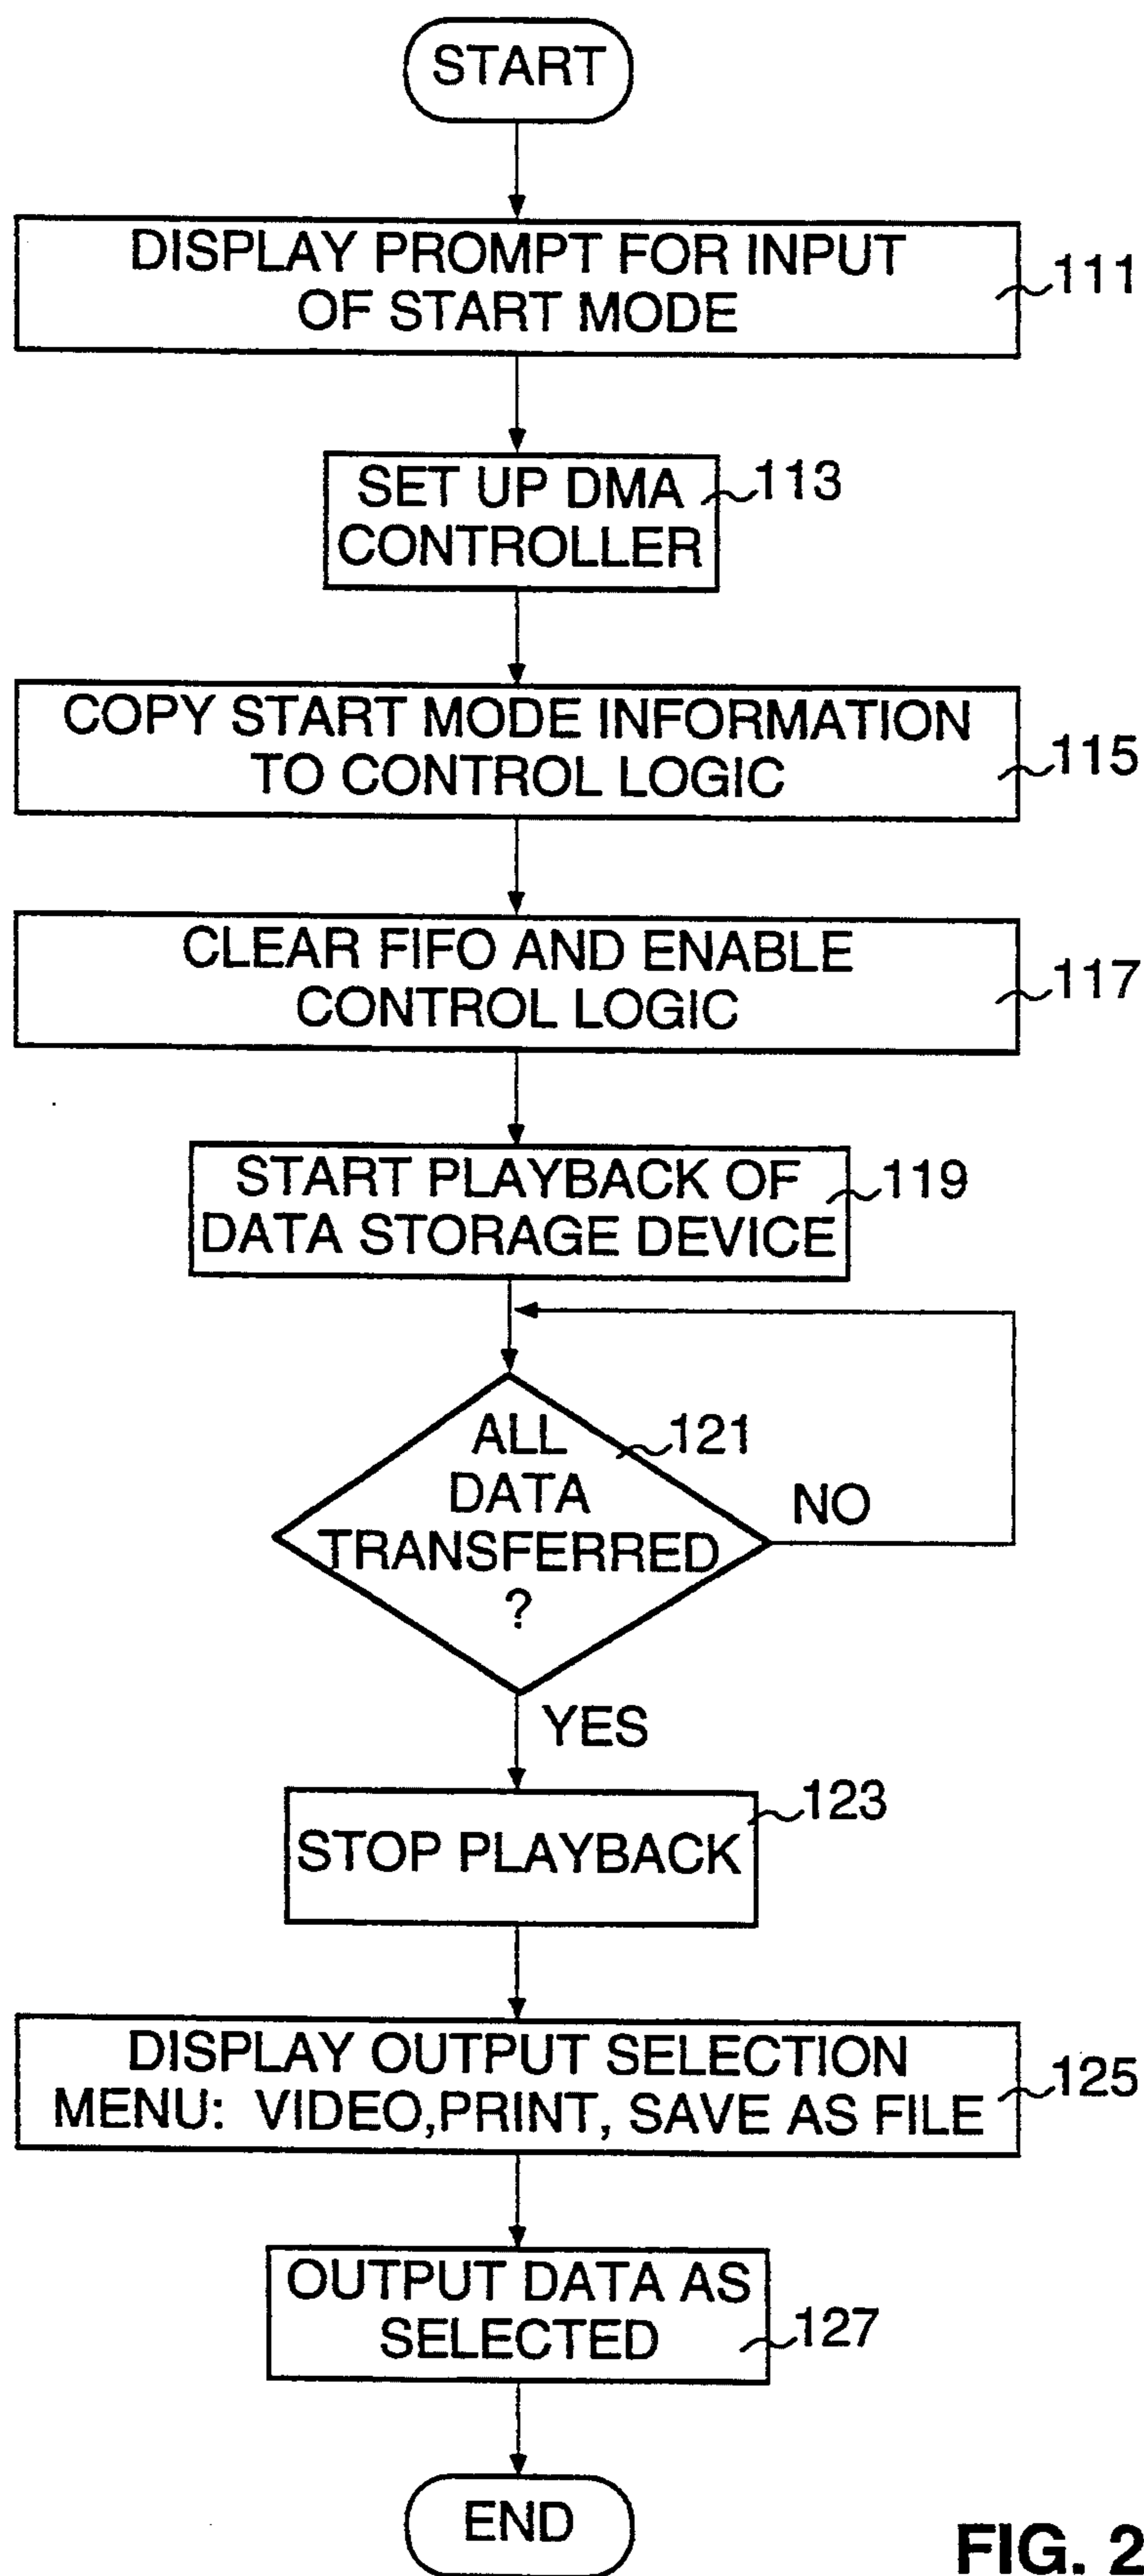 START
DISPLAY PROMPT FOR INPUT
OF START MODE
111
SET UP DMA
CONTROLLER
113
COPY START MODE INFORMATION
TO CONTROL LOGIC
115
CLEAR FIFO AND ENABLE
CONTROL LOGIC
117
START PLAYBACK OF
DATA STORAGE DEVICE
119
ALL
DATA
TRANSFERRED
?
121
NO
YES
STOP PLAYBACK
123
DISPLAY OUTPUT SELECTION
MENU: VIDEO,PRINT, SAVE AS FILE
125
OUTPUT DATA AS
SELECTED
127
END
FIG. 2